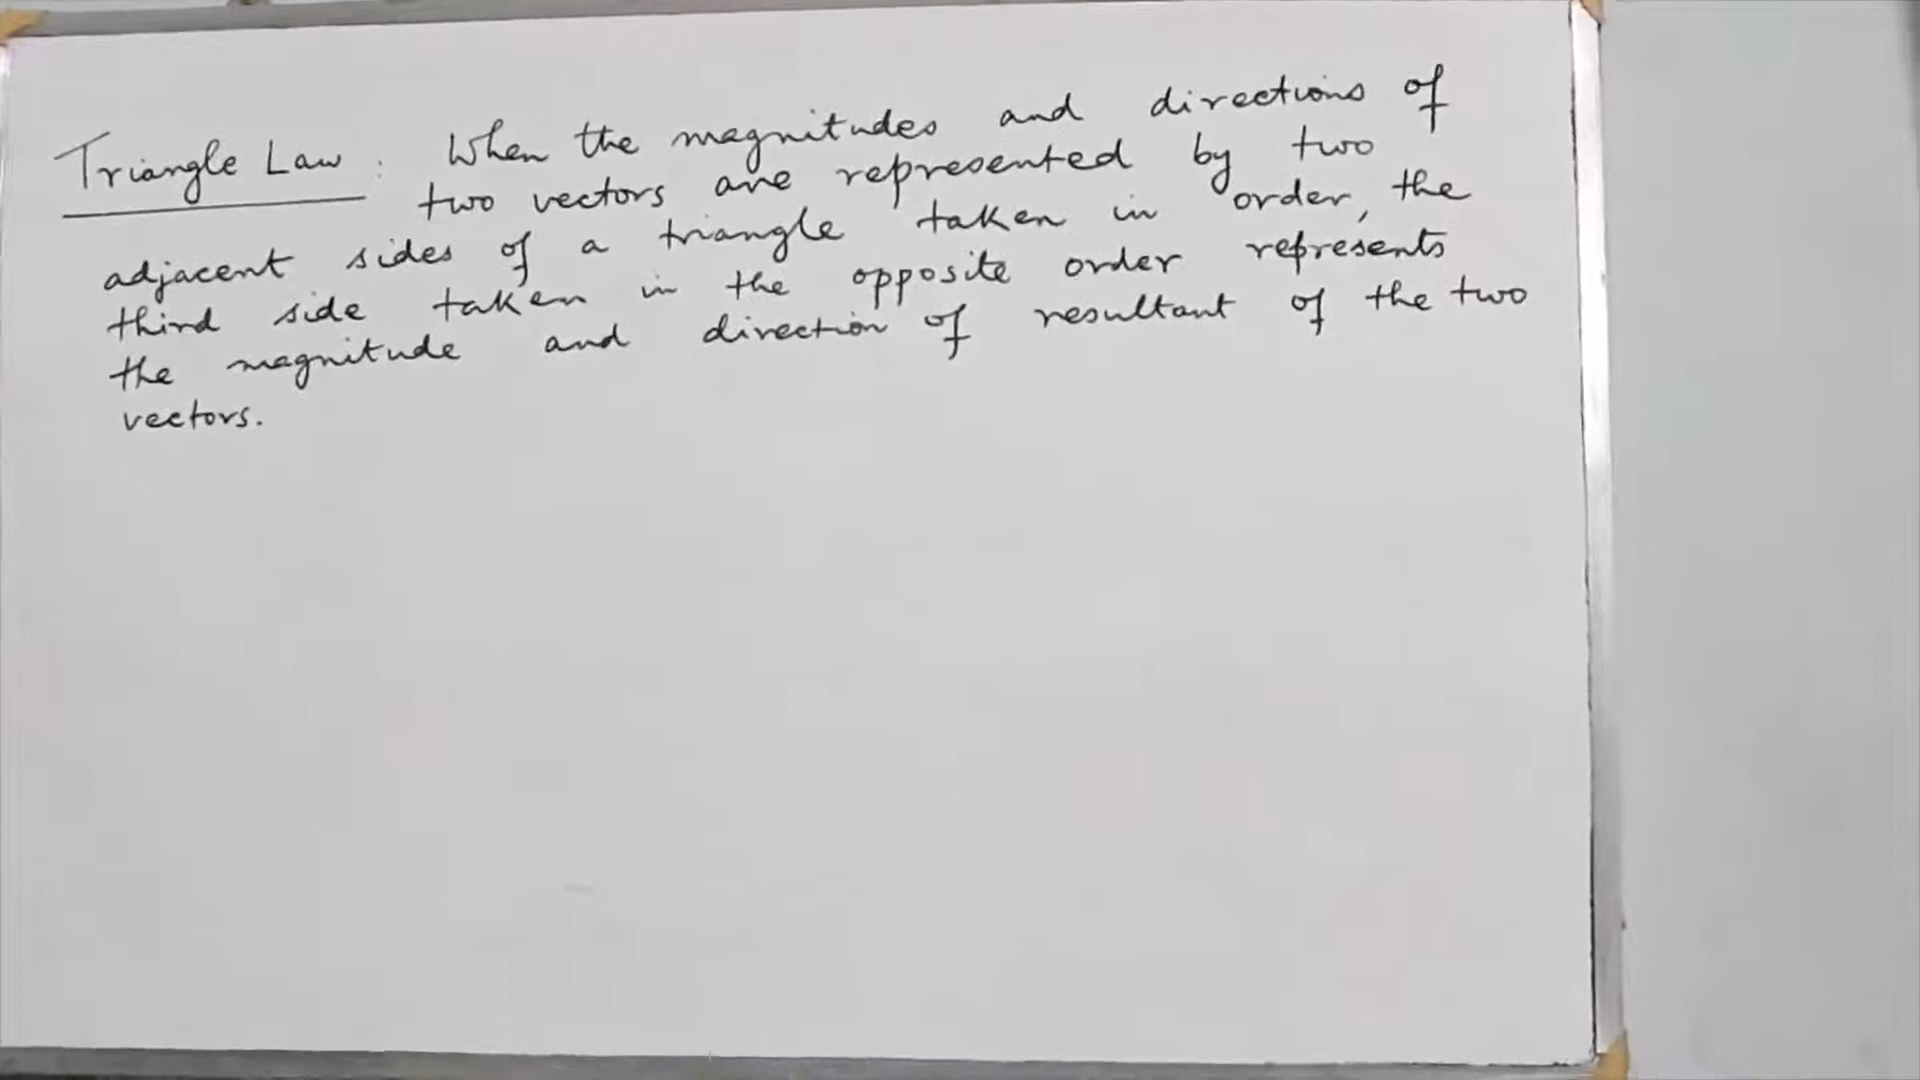 Triangle Law : When the magnitudes and directions of
two vectors are represented by two
adjacent sides of a triangle taken in order, the
third side taken in the opposite order represents
the magnitude and direction of resultant of the two
vectors.